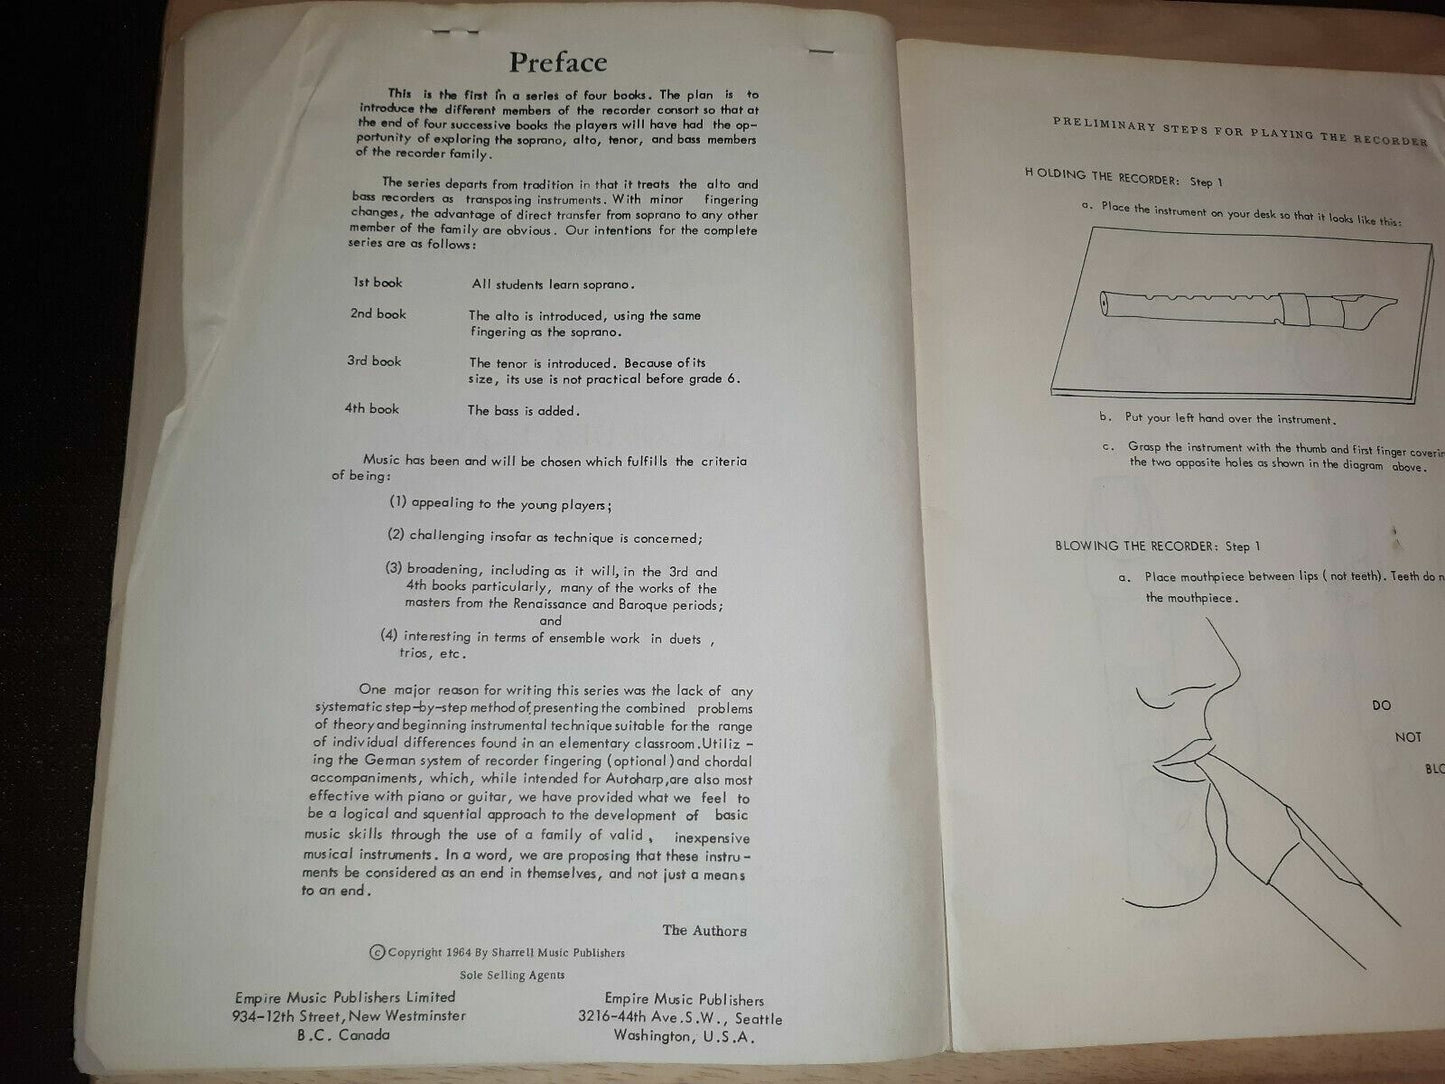 Preface
This is the first in a series of four books. The plan is to
introduce the different members of the recorder consort so that at
the end of four successive books the players will have had the op-
portunity of exploring the soprano, alto, tenor, and bass members
of the recorder family.
The series departs from tradition in that it treats the alto and
bass recorders as transposing instruments. With minor fingering
changes, the advantage of direct transfer from soprano to any other
member of the family are obvious. Our intentions for the complete
series are as follows:
1st book All students learn soprano.
2nd book The alto is introduced, using the same
fingering as the soprano.
3rd book The tenor is introduced. Because of its
size, its use is not practical before grade 6.
4th book The bass is added.
Music has been and will be chosen which fulfills the criteria
of being:
(1) appealing to the young players;
(2) challenging insofar as technique is concerned;
(3) broadening, including as it will, in the 3rd and
4th books particularly, many of the works of the
masters from the Renaissance and Baroque periods;
and
(4) interesting in terms of ensemble work in duets ,
trios, etc.
One major reason for writing this series was the lack of any
systematic step-by-step method of presenting the combined problems
of theory and beginning instrumental technique suitable for the range
of individual differences found in an elementary classroom. Utiliz -
ing the German system of recorder fingering (optional) and chordal
accompaniments, which, while intended for Autoharp, are also most
effective with piano or guitar, we have provided what we feel to
be a logical and squential approach to the development of basic
music skills through the use of a family of valid , inexpensive
musical instruments. In a word, we are proposing that these instru -
ments be considered as an end in themselves, and not just a means
to an end.
The Authors
© Copyright 1964 By Sharrell Music Publishers
Sole Selling Agents
Empire Music Publishers Limited
934-12th Street, New Westminster
B.C. Canada
Empire Music Publishers
3216-44th Ave.S.W., Seattle
Washington, U.S.A.
PRELIMINARY STEPS FOR PLAYING THE RECORDER
HOLDING THE RECORDER: Step 1
a. Place the instrument on your desk so that it looks like this:
b. Put your left hand over the instrument.
c. Grasp the instrument with the thumb and first finger coverin
the two opposite holes as shown in the diagram above.
BLOWING THE RECORDER: Step 1
a. Place mouthpiece between lips ( not teeth). Teeth do n
the mouthpiece.
DO
NOT
BLO